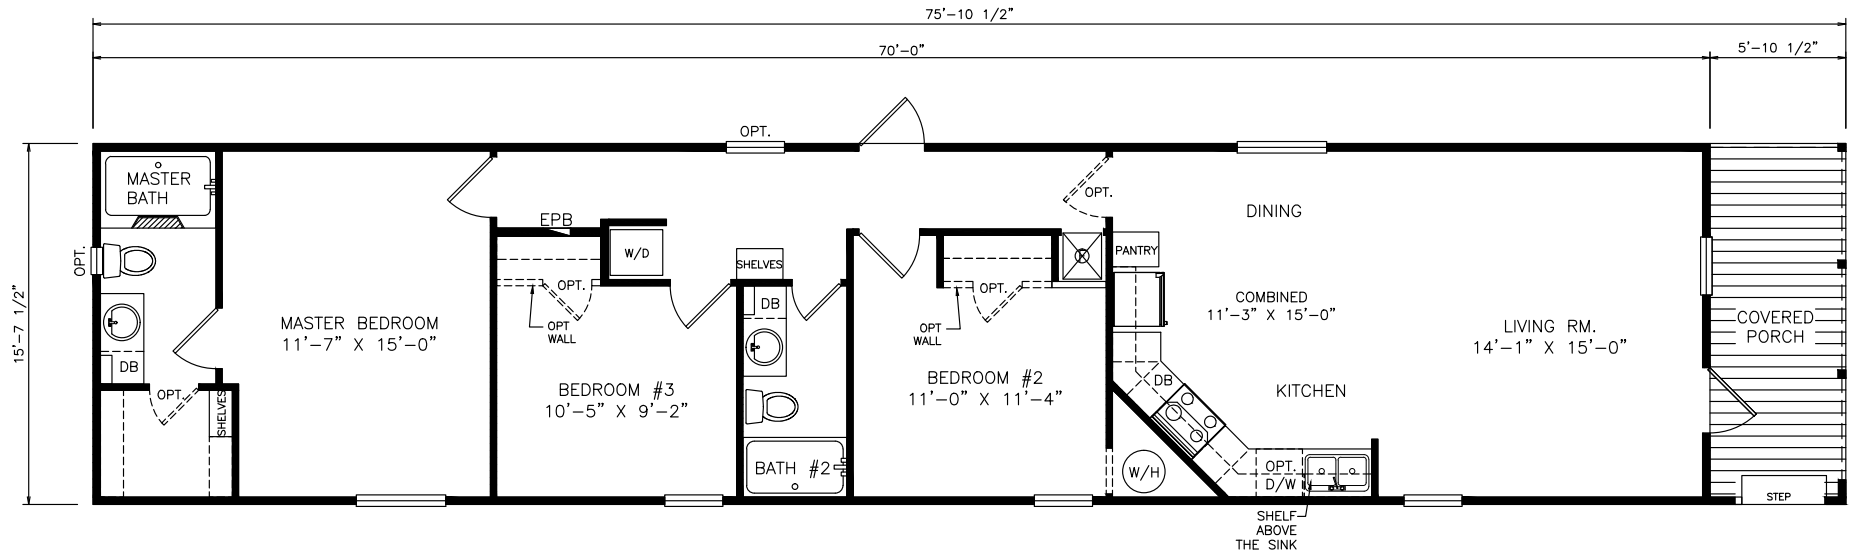 75'-10 1/2"
70'-0"
5'-10 1/2"
15'-7 1/2"
OPT.
MASTER
BATH
OPT.
DB
OPT.
SHELVES
MASTER BEDROOM
11'-7" X 15'-0"
EPB
W/D
SHELVES
OPT.
OPT
WALL
BEDROOM #3
10'-5" X 9'-2"
DB
BATH #2
OPT.
OPT
WALL
BEDROOM #2
11'-0" X 11'-4"
OPT.
PANTRY
DINING
COMBINED
11'-3" X 15'-0"
DB
KITCHEN
W/H
OPT.
D/W
SHELF
ABOVE
THE SINK
LIVING RM.
14'-1" X 15'-0"
COVERED
PORCH
STEP